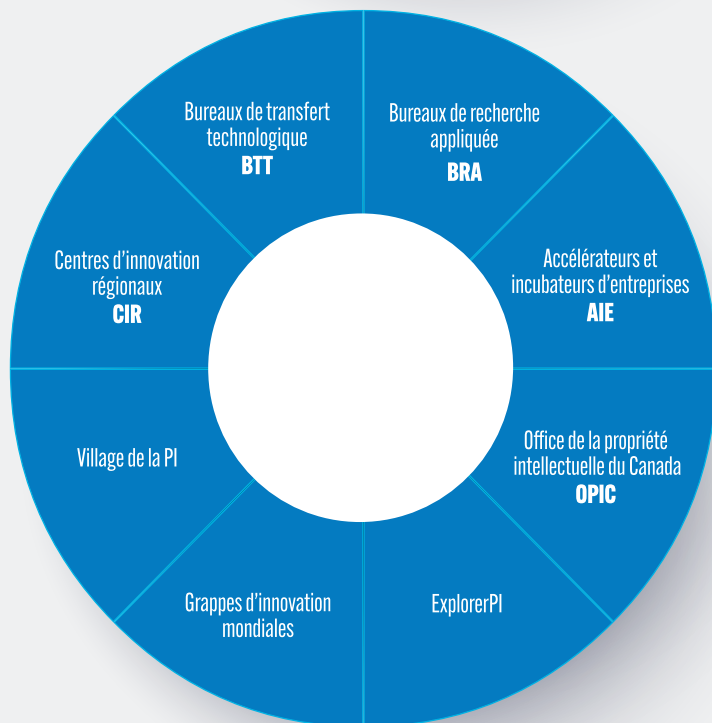 Bureaux de transfert
technologique
BTT
Bureaux de recherche
appliquée
BRA
Accélérateurs et
incubateurs d'entreprises
AIE
Office de la propriété
intellectuelle du Canada
OPIC
ExplorerPI
Grappes d'innovation
mondiales
Village de la PI
Centres d'innovation
régionaux
CIR